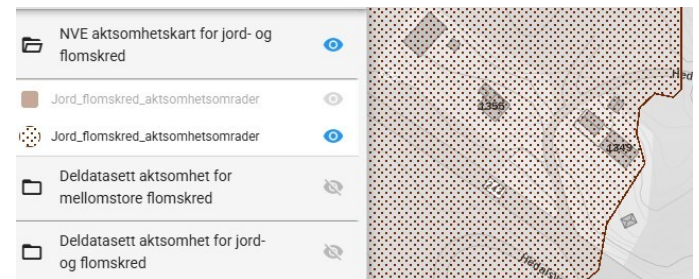 NVE aktsomhetskart for jord- og
flomskred
Jord_flomskred_aktsomhetsomrader
Jord_flomskred_aktsomhetsomrader
Deldatasett aktsomhet for
mellomstore flomskred
Deldatasett aktsomhet for jord-
og flomskred
1355
1349